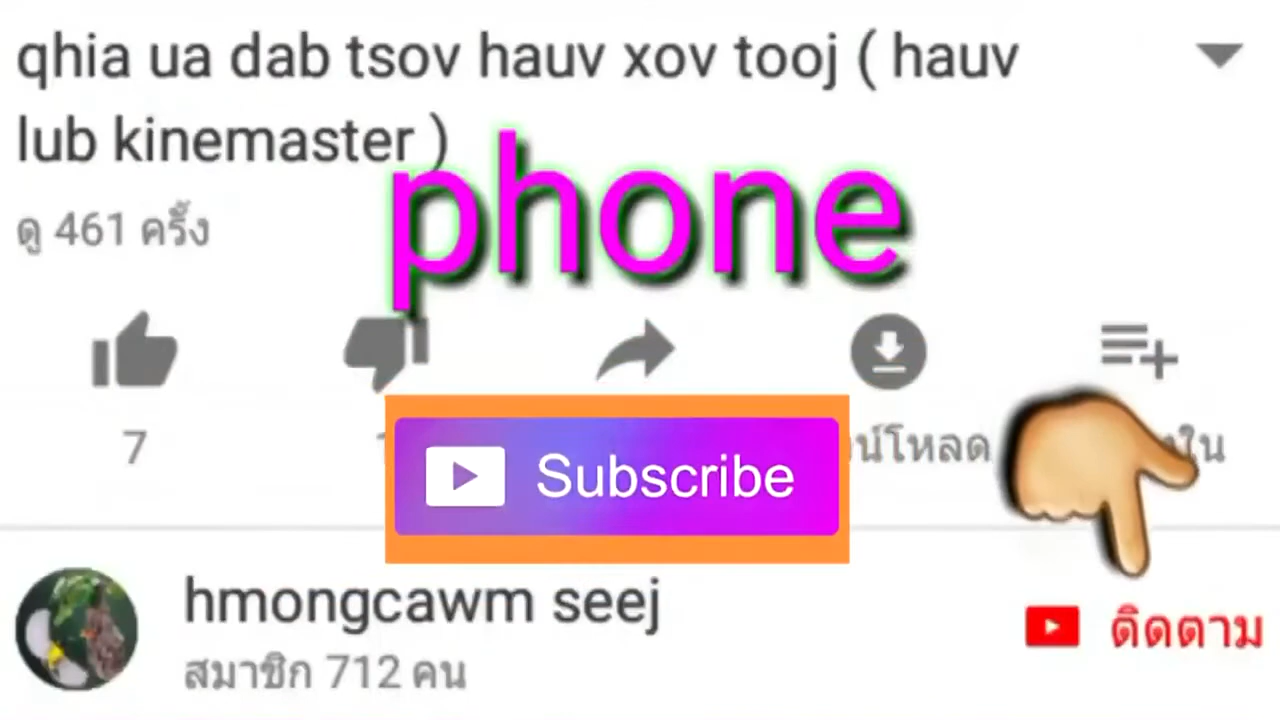 qhia ua dab tsov hauv xov tooj ( hauv
lub kinemaster )
phone
ดู 461 ครั้ง
7
Subscribe
hmongcawm seej
สมาชิก 712 คน
ติดตาม